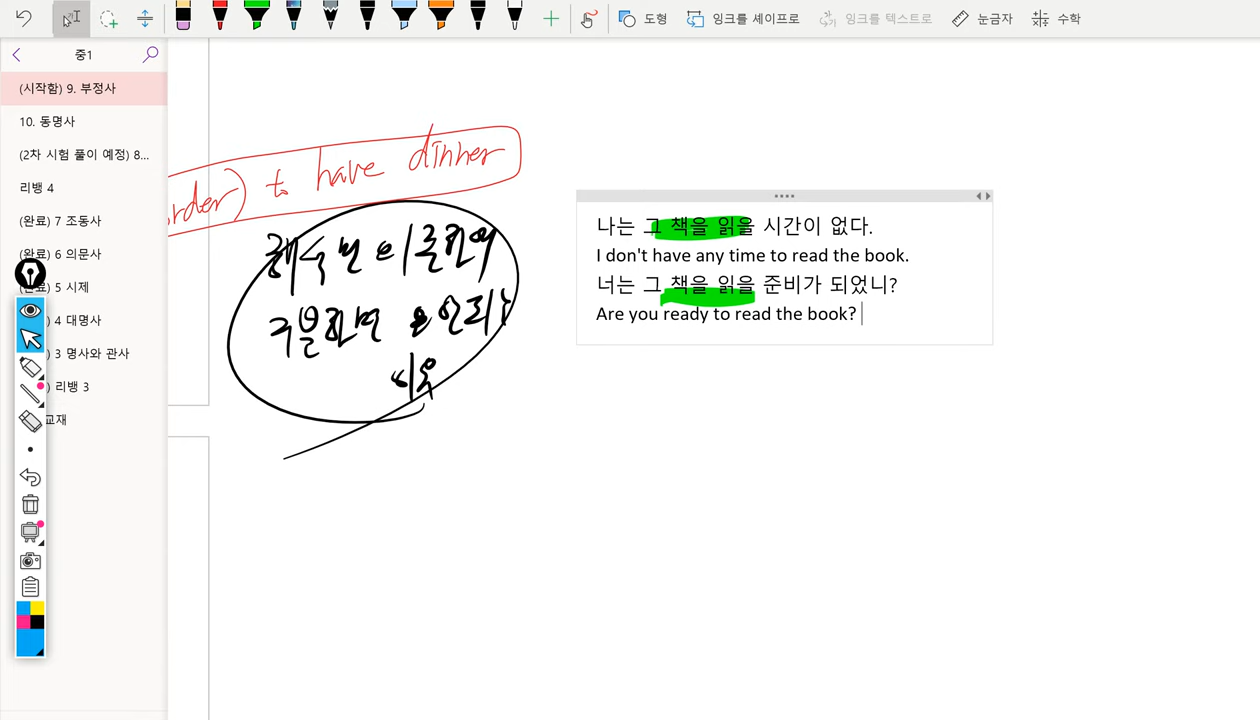 도형
잉크를 셰이프로
잉크를 텍스트로
눈금자
수학
중1
(시작함) 9. 부정사
10. 동명사
(2차 시험 풀이 예정) 8...
리뱅 4
(완료) 7 조동사
(완료) 6 의문사
5 시제
) 4 대명사
) 3 명사와 관사
) 리뱅 3
교재
rder) to have dinner
나는 그 책을 읽을 시간이 없다.
I don't have any time to read the book.
너는 그 책을 읽을 준비가 되었니?
Are you ready to read the book?